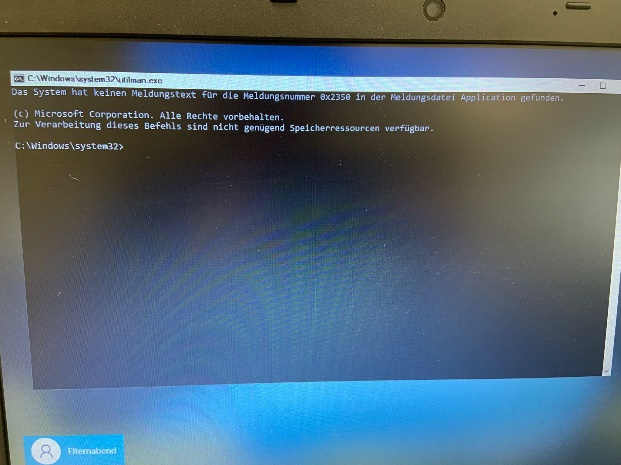 C:\Windows\system32\utilman.exe
Das System hat keinen Meldungstext für die Meldungsnummer 0x2350 in der Meldungsdatei Application gefunden.
(c) Microsoft Corporation. Alle Rechte vorbehalten.
Zur Verarbeitung dieses Befehls sind nicht genügend Speicherressourcen verfügbar.
C:\Windows\system32>
Elternabend